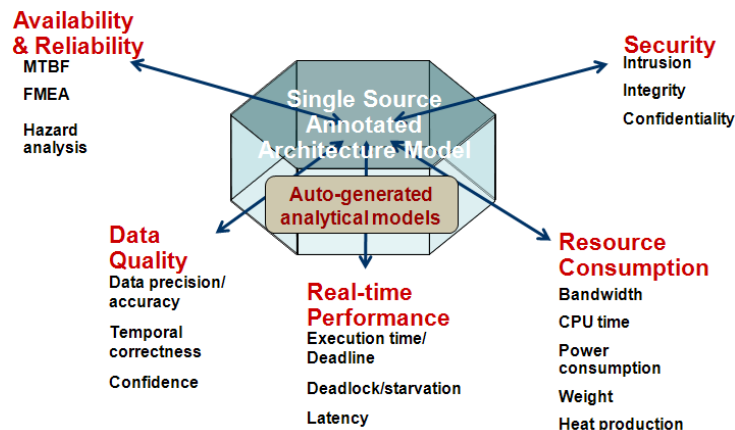 Availability
& Reliability
MTBF
FMEA
Hazard
analysis
Single Source
Annotated
Architecture Model
Auto-generated
analytical models
Security
Intrusion
Integrity
Confidentiality
Data
Quality
Data precision/
accuracy
Temporal
correctness
Confidence
Real-time
Performance
Execution time/
Deadline
Deadlock/starvation
Latency
Resource
Consumption
Bandwidth
CPU time
Power
consumption
Weight
Heat production